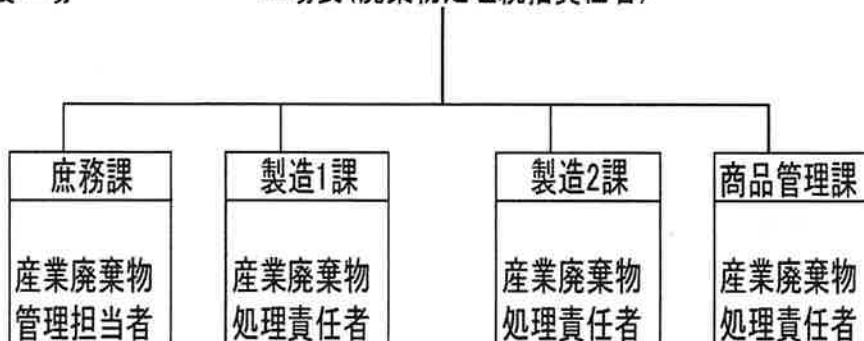 庶務課 製造1課 製造2課 商品管理課
産業廃棄物 産業廃棄物 産業廃棄物 産業廃棄物
管理担当者 処理責任者 処理責任者 処理責任者